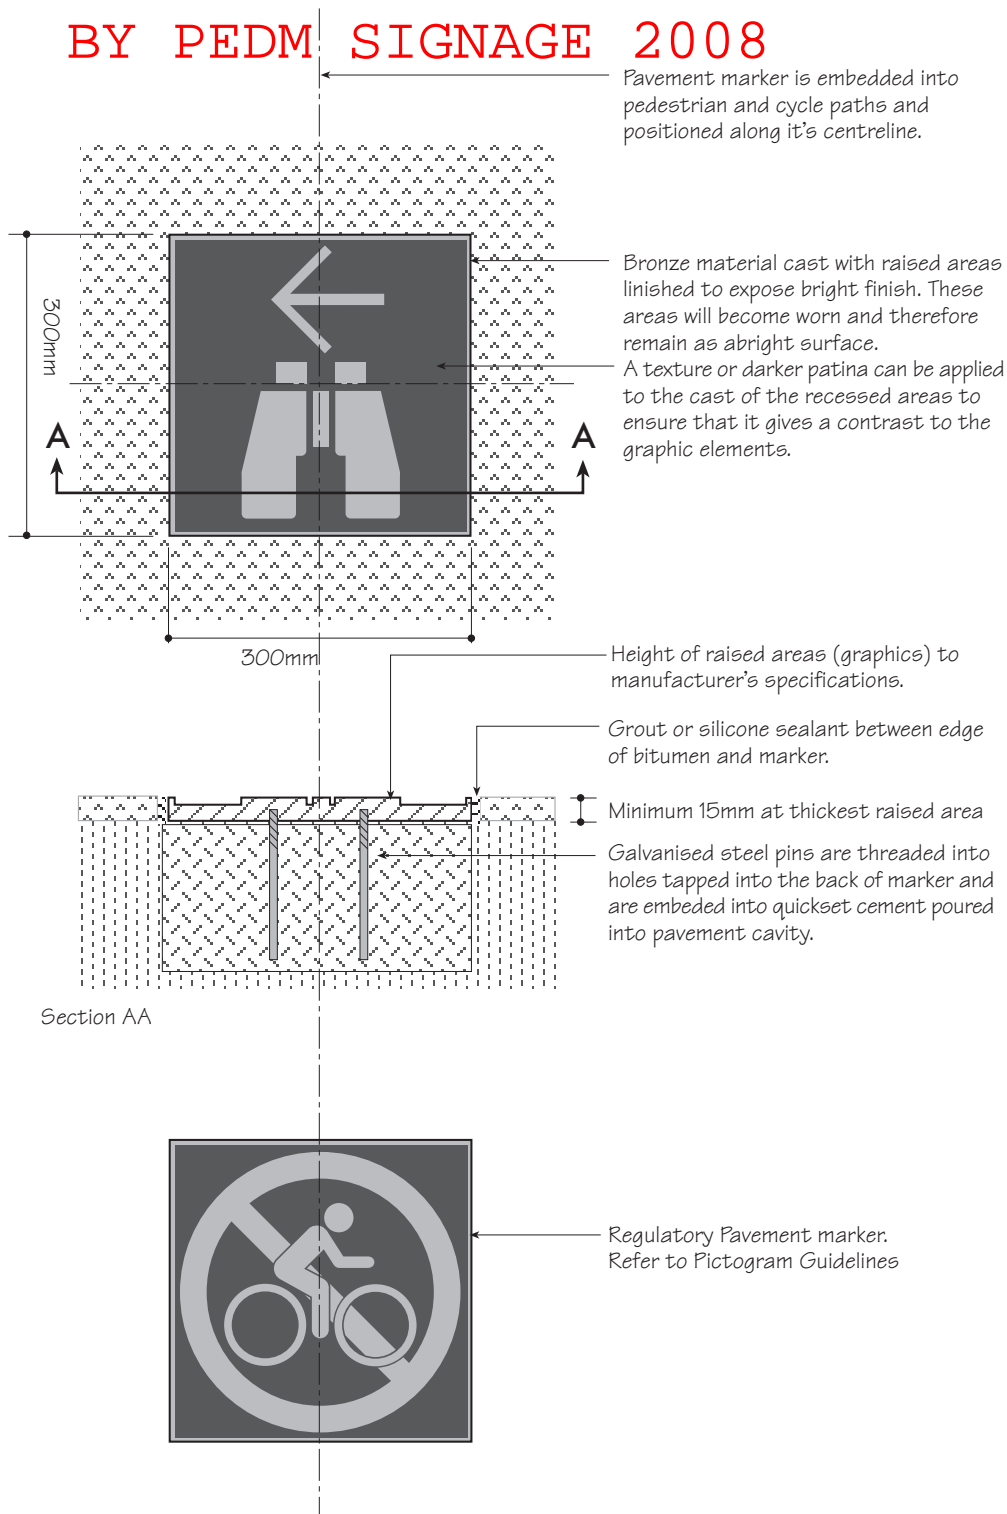 BY PEDM SIGNAGE 2008
Pavement marker is embedded into
pedestrian and cycle paths and
positioned along it's centreline.
Bronze material cast with raised areas
linished to expose bright finish. These
areas will become worn and therefore
remain as abright surface.
A texture or darker patina can be applied
to the cast of the recessed areas to
ensure that it gives a contrast to the
graphic elements.
300mm
A
A
300mm
Height of raised areas (graphics) to
manufacturer's specifications.
Grout or silicone sealant between edge
of bitumen and marker.
Minimum 15mm at thickest raised area
Galvanised steel pins are threaded into
holes tapped into the back of marker and
are embeded into quickset cement poured
into pavement cavity.
Section AA
Regulatory Pavement marker.
Refer to Pictogram Guidelines